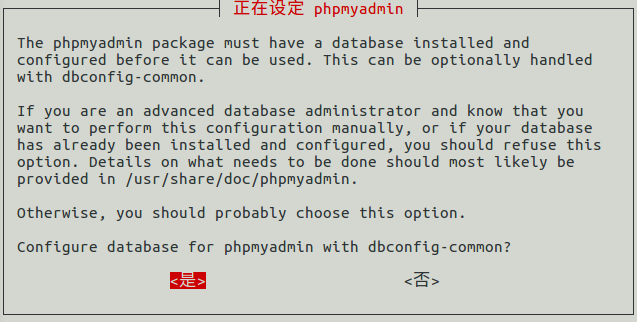 正在设定 phpmyadmin
The phpmyadmin package must have a database installed and
configured before it can be used. This can be optionally handled
with dbconfig-common.
If you are an advanced database administrator and know that you
want to perform this configuration manually, or if your database
has already been installed and configured, you should refuse this
option. Details on what needs to be done should most likely be
provided in /usr/share/doc/phpmyadmin.
Otherwise, you should probably choose this option.
Configure database for phpmyadmin with dbconfig-common?
<是> <否>